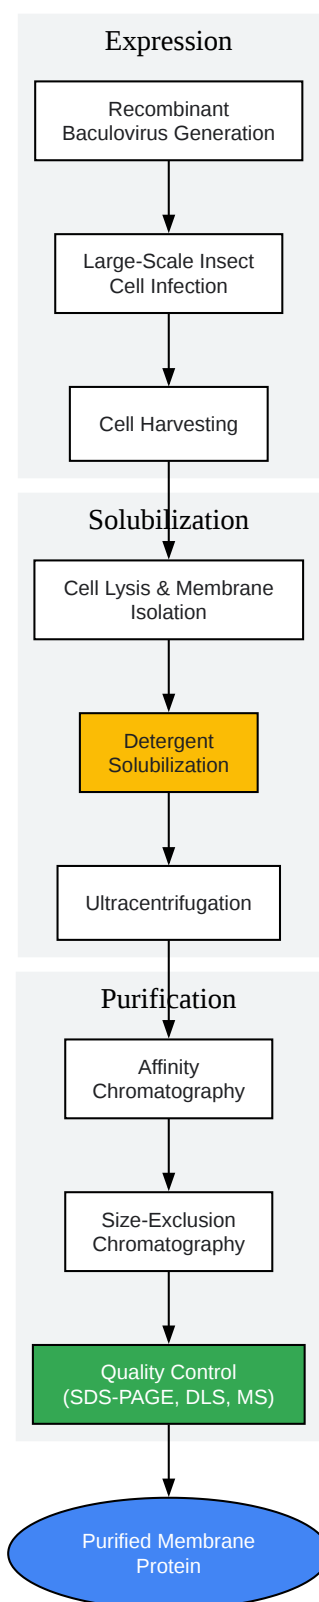 Expression
Recombinant
Baculovirus Generation
Large-Scale Insect
Cell Infection
Cell Harvesting
Solubilization
Cell Lysis & Membrane
Isolation
Detergent
Solubilization
Ultracentrifugation
Purification
Affinity
Chromatography
Size-Exclusion
Chromatography
Quality Control
(SDS-PAGE, DLS, MS)
Purified Membrane
Protein